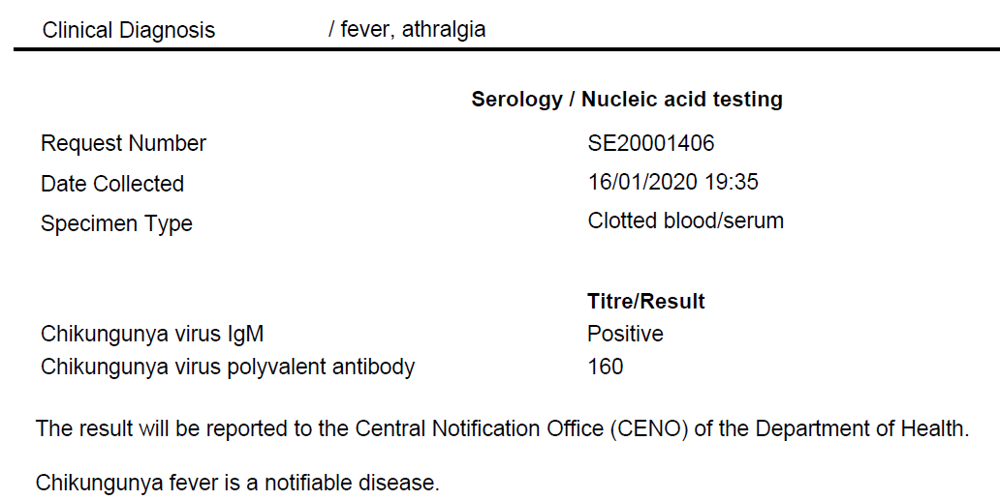 Clinical Diagnosis / fever, athralgia
Serology / Nucleic acid testing
Request Number SE20001406
Date Collected 16/01/2020 19:35
Specimen Type Clotted blood/serum
Titre/Result
Chikungunya virus IgM Positive
Chikungunya virus polyvalent antibody 160
The result will be reported to the Central Notification Office (CENO) of the Department of Health.
Chikungunya fever is a notifiable disease.